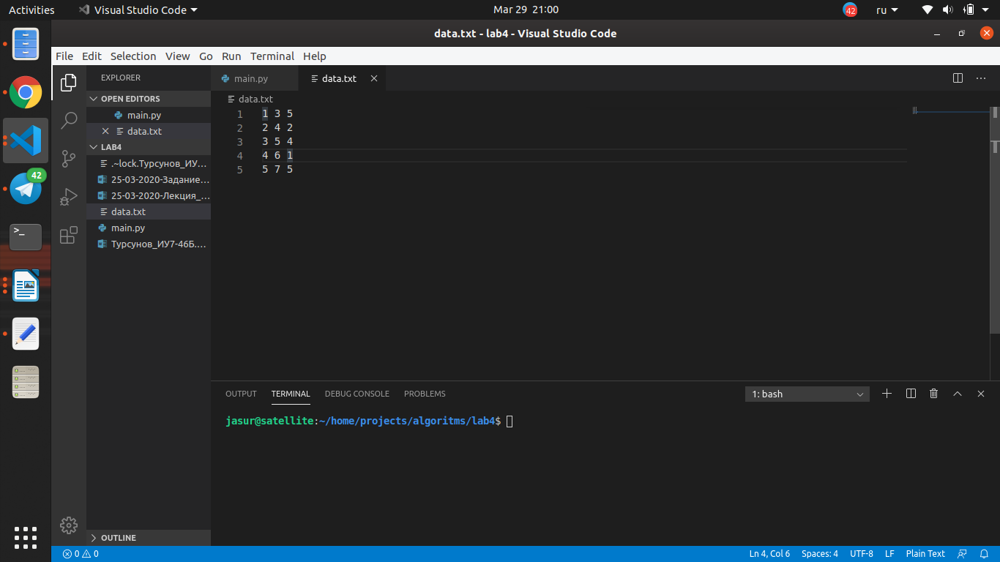 Activities Visual Studio Code Mar 29 21:00 42 ru
data.txt - lab4 - Visual Studio Code
File Edit Selection View Go Run Terminal Help
EXPLORER
OPEN EDITORS
main.py
data.txt
LAB4
.~lock.Турсунов_ИУ...
25-03-2020-Задание...
25-03-2020-Лекция_...
data.txt
main.py
Турсунов_ИУ7-46Б....
OUTLINE
42
>_
main.py data.txt
data.txt
1 1 3 5
2 2 4 2
3 3 5 4
4 4 6 1
5 5 7 5
OUTPUT TERMINAL DEBUG CONSOLE PROBLEMS 1: bash
jasur@satellite:~/home/projects/algoritms/lab4$
0 0 Ln 4, Col 6 Spaces: 4 UTF-8 LF Plain Text